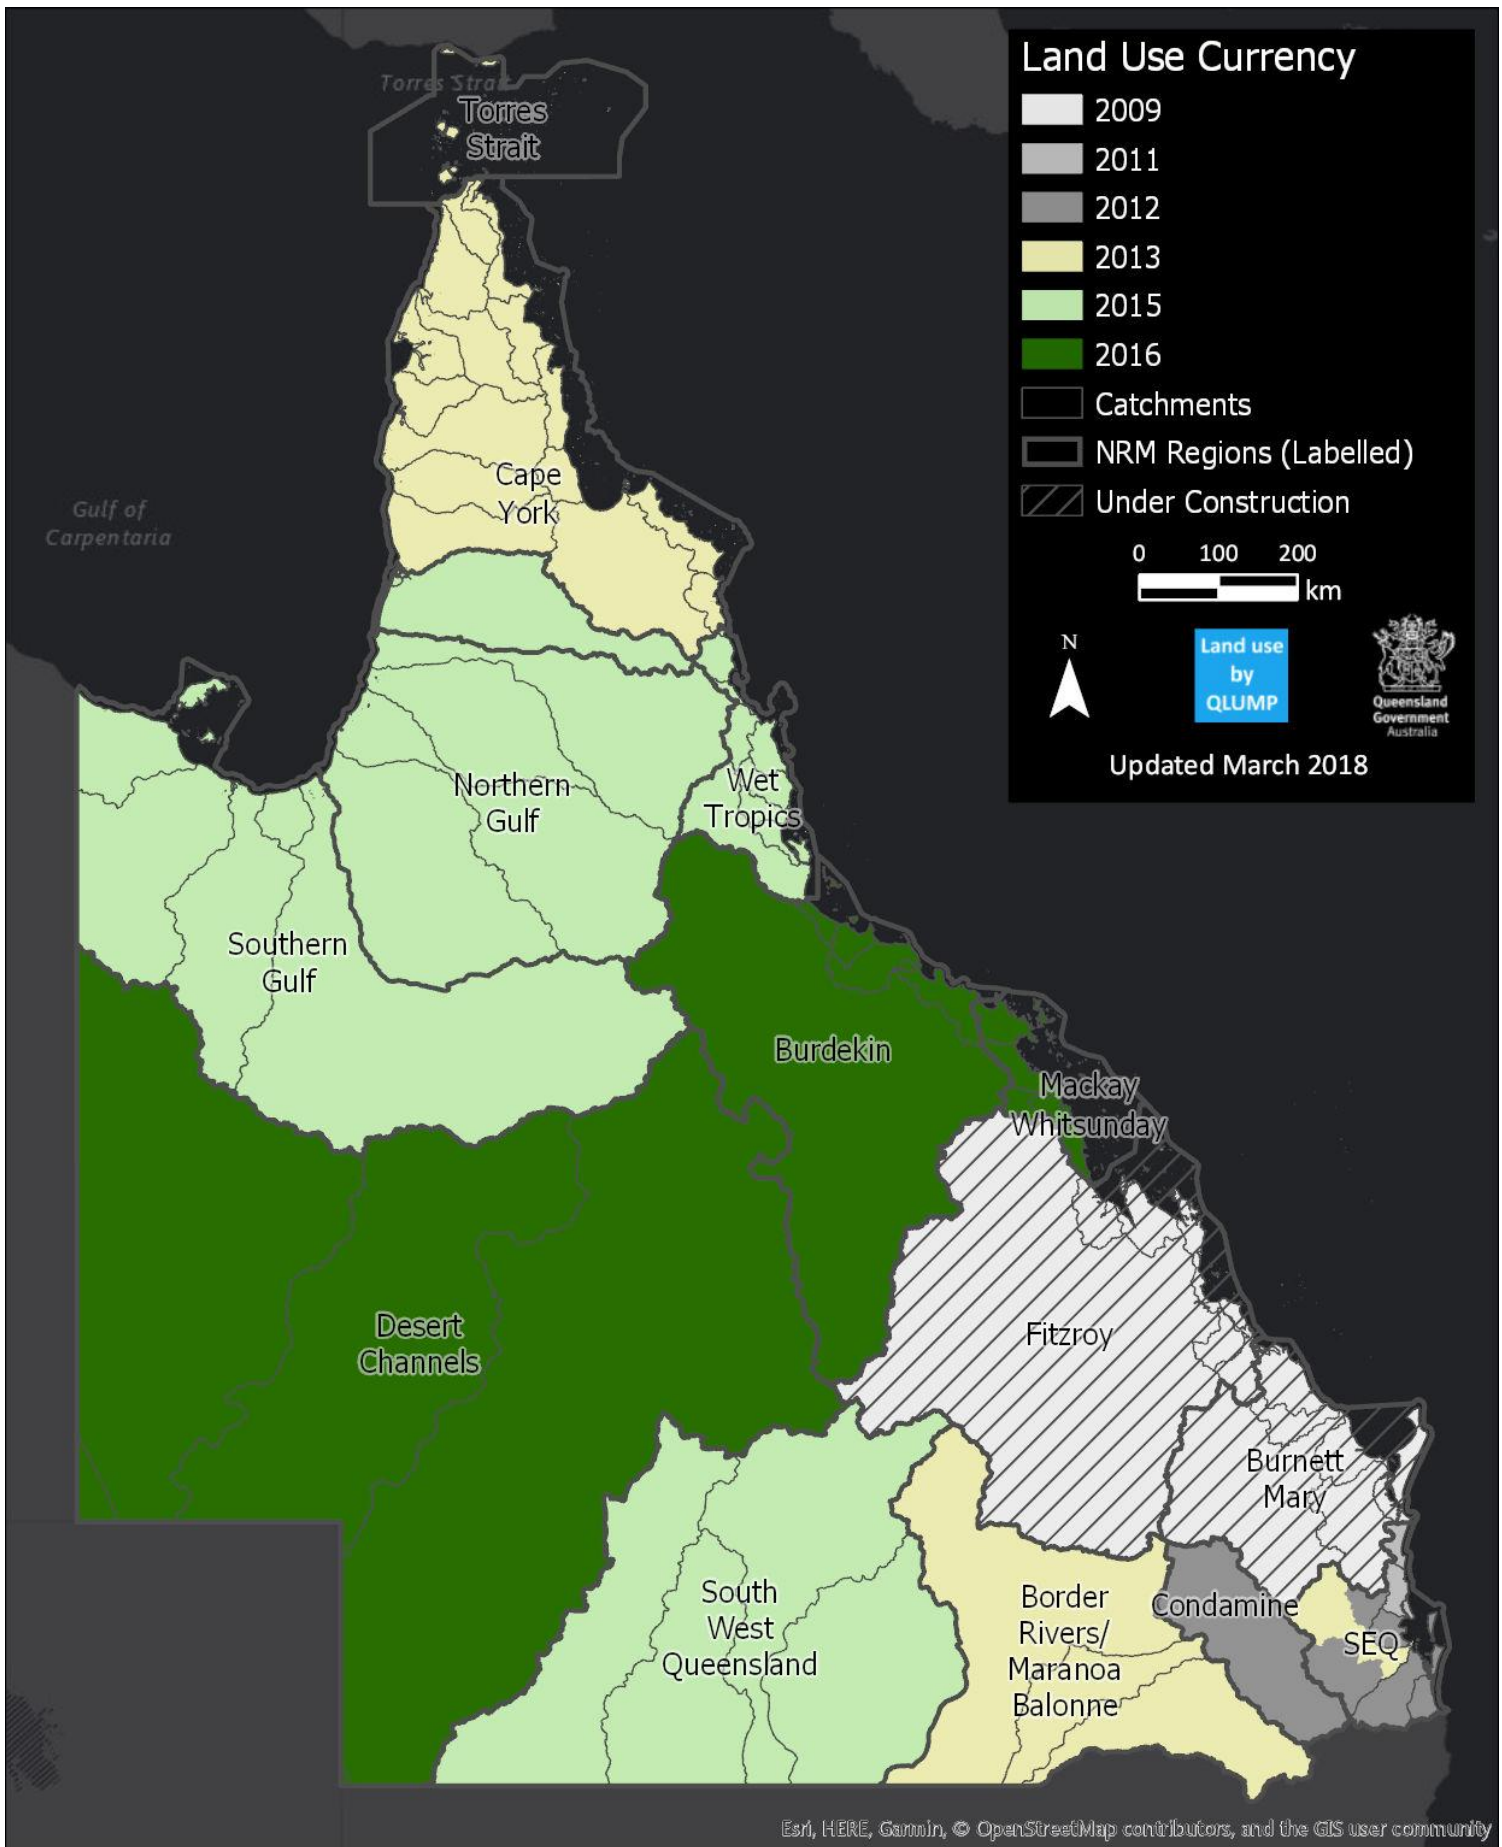 Torres Strait
Torres
Strait
Cape
York
Gulf of
Carpentaria
Northern
Gulf
Wet
Tropics
Southern
Gulf
Burdekin
Mackay
Whitsunday
Desert
Channels
Fitzroy
Burnett
Mary
South
West
Queensland
Border
Rivers/
Maranoa
Balonne
Condamine
SEQ
Land Use Currency
2009
2011
2012
2013
2015
2016
Catchments
NRM Regions (Labelled)
Under Construction
0 100 200
km
N
Land use
by
QLUMP
Queensland
Government
Australia
Updated March 2018
Esri, HERE, Garmin, © OpenStreetMap contributors, and the GIS user community